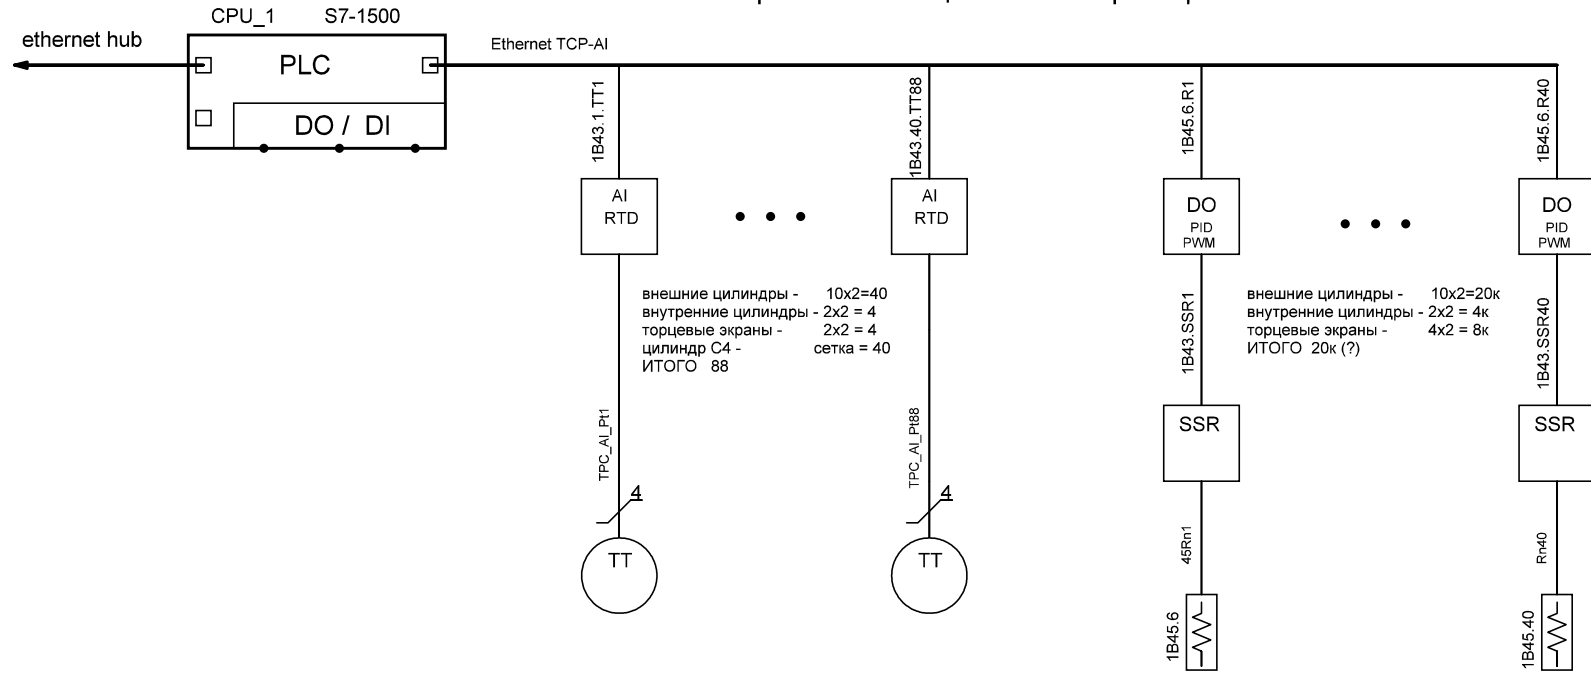 CPU_1 S7-1500
ethernet hub
PLC
DO / DI
Ethernet TCP-AI
1B43.1.TT1
1B43.40.TT88
1B45.6.R1
1B45.6.R40
AI
RTD
AI
RTD
DO
PID
PWM
DO
PID
PWM
внешние цилиндры - 10x2=40
внутренние цилиндры - 2x2 = 4
торцевые экраны - 2x2 = 4
цилиндр C4 - сетка = 40
ИТОГО 88
внешние цилиндры - 10x2=20к
внутренние цилиндры - 2x2 = 4к
торцевые экраны - 4x2 = 8к
ИТОГО 20к (?)
1B43.SSR1
1B43.SSR40
TPC_AI_Pt1
TPC_AI_Pt88
SSR
SSR
4
4
TT
TT
45Rn1
Rn40
1B45.6
1B45.40